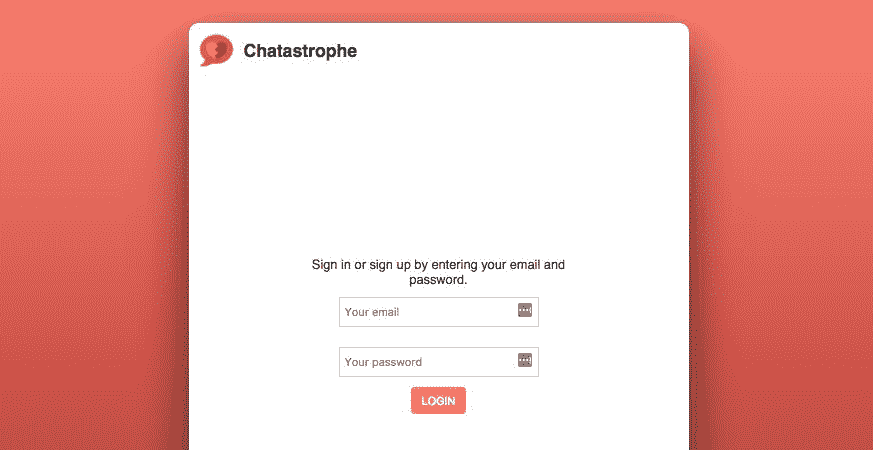 Chatastrophe
Sign in or sign up by entering your email and
password.
Your email
Your password
LOGIN